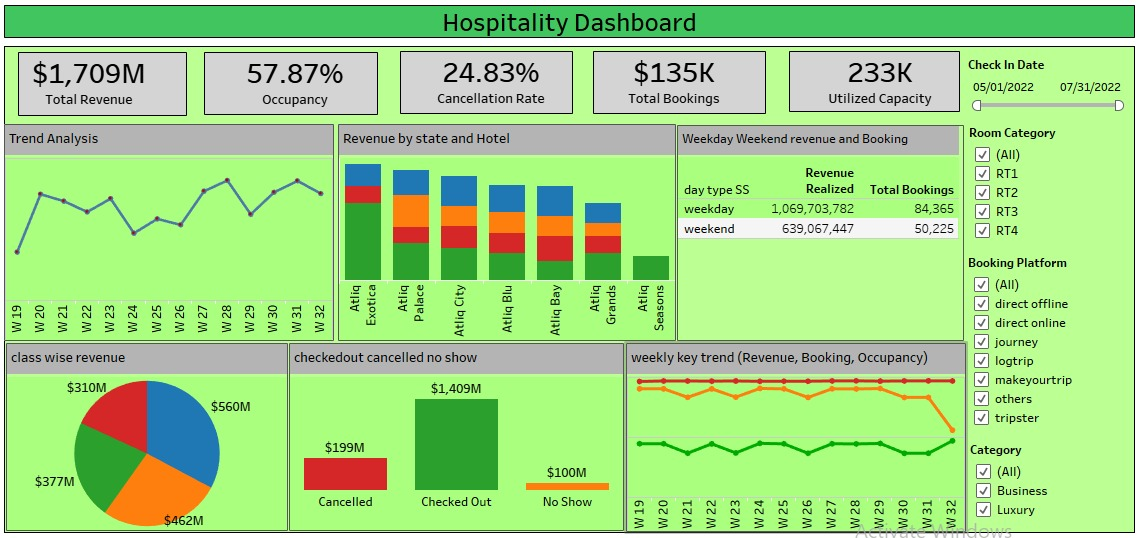 Hospitality Dashboard
$1,709M
Total Revenue
57.87%
Occupancy
24.83%
Cancellation Rate
$135K
Total Bookings
233K
Utilized Capacity
Check In Date
05/01/2022 07/31/2022
Room Category
(All)
RT1
RT2
RT3
RT4
Booking Platform
(All)
direct offline
direct online
journey
logtrip
makeyourtrip
others
tripster
Category
(All)
Business
Luxury
Trend Analysis
W 19
W 20
W 21
W 22
W 23
W 24
W 25
W 26
W 27
W 28
W 29
W 30
W 31
W 32
Revenue by state and Hotel
Atliq
Exotica
Atliq
Palace
Atliq City
Atliq Blu
Atliq Bay
Atliq
Grands
Atliq
Seasons
Weekday Weekend revenue and Booking
Revenue
day type SS Realized Total Bookings
weekday 1,069,703,782 84,365
weekend 639,067,447 50,225
class wise revenue
$310M
$560M
$377M
$462M
checkedout cancelled no show
$1,409M
$199M
$100M
Cancelled Checked Out No Show
weekly key trend (Revenue, Booking, Occupancy)
W 19
W 20
W 21
W 22
W 23
W 24
W 25
W 26
W 27
W 28
W 29
W 30
W 31
W 32
Activate Windows